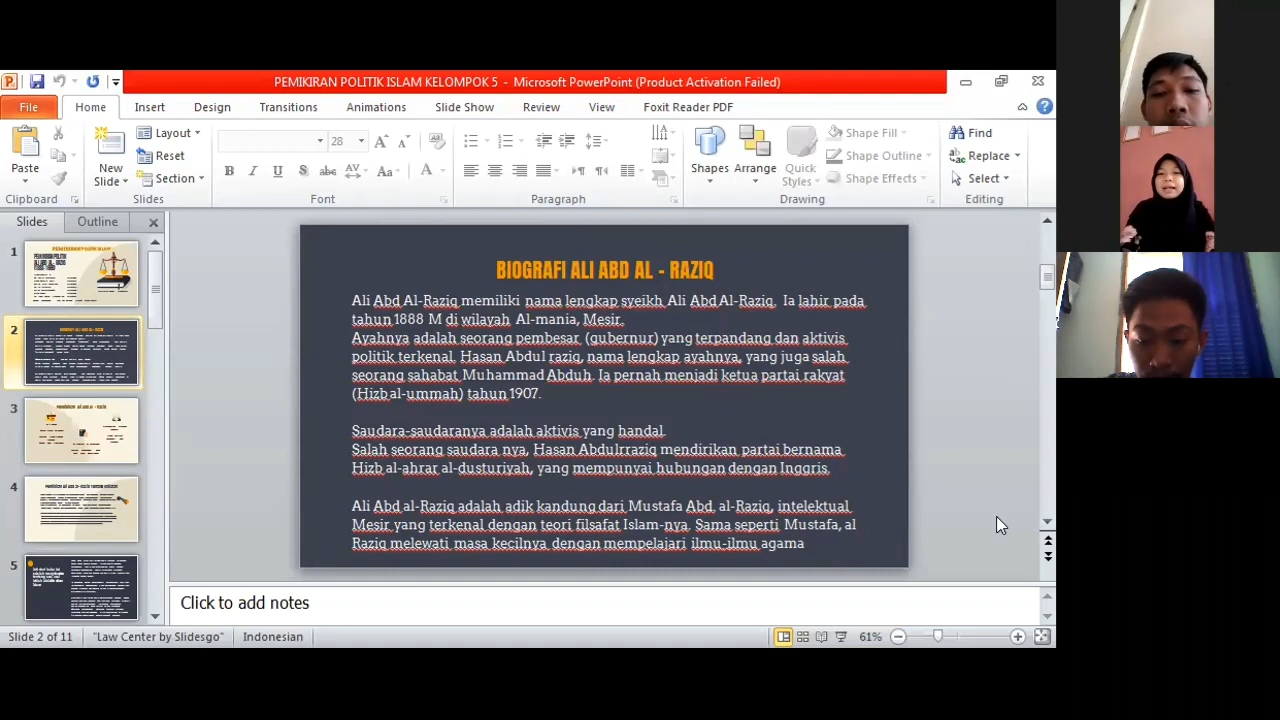 PEMIKIRAN POLITIK ISLAM KELOMPOK 5 - Microsoft PowerPoint (Product Activation Failed)
File Home Insert Design Transitions Animations Slide Show Review View Foxit Reader PDF
Paste
New Slide
Layout
Reset
Section
28
Shapes
Arrange
Quick Styles
Shape Fill
Shape Outline
Shape Effects
Find
Replace
Select
Clipboard Slides Font Paragraph Drawing Editing
Slides Outline
1
2
3
4
5
BIOGRAFI ALI ABD AL - RAZIQ
Ali Abd Al-Raziq memiliki nama lengkap syeikh Ali Abd Al-Raziq. Ia lahir pada
tahun 1888 M di wilayah Al-mania, Mesir.
Ayahnya adalah seorang pembesar (gubernur) yang terpandang dan aktivis
politik terkenal. Hasan Abdul raziq, nama lengkap ayahnya, yang juga salah
seorang sahabat Muhammad Abduh. Ia pernah menjadi ketua partai rakyat
(Hizb al-ummah) tahun 1907.
Saudara-saudaranya adalah aktivis yang handal.
Salah seorang saudara nya, Hasan Abdulrraziq mendirikan partai bernama
Hizb al-ahrar al-dusturiyah, yang mempunyai hubungan dengan Inggris.
Ali Abd al-Raziq adalah adik kandung dari Mustafa Abd. al-Raziq, intelektual
Mesir yang terkenal dengan teori filsafat Islam-nya. Sama seperti Mustafa, al
Raziq melewati masa kecilnya dengan mempelajari ilmu-ilmu agama
Click to add notes
Slide 2 of 11 "Law Center by Slidesgo" Indonesian 61%